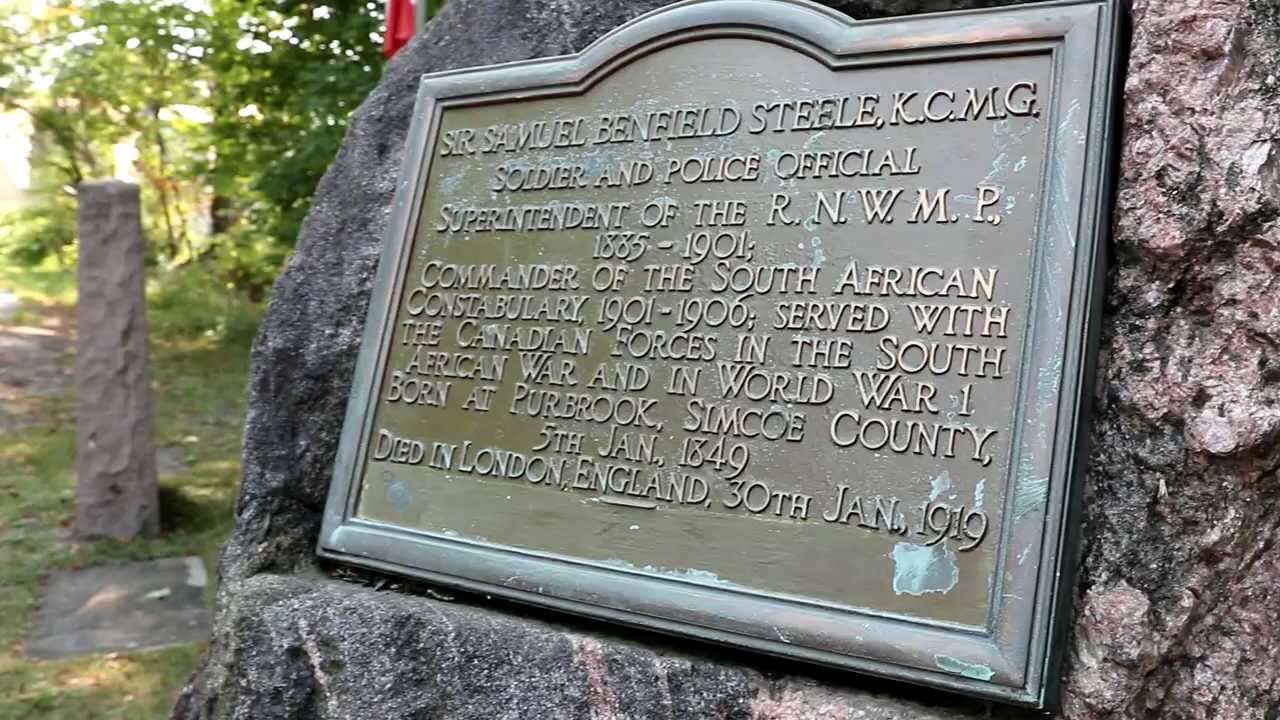 SIR SAMUEL BENFIELD STEELE, K.C.M.G.
SOLDIER AND POLICE OFFICIAL
SUPERINTENDENT OF THE R. N. W. M. P.,
1885 - 1901;
COMMANDER OF THE SOUTH AFRICAN
CONSTABULARY, 1901-1906; SERVED WITH
THE CANADIAN FORCES IN THE SOUTH
AFRICAN WAR AND IN WORLD WAR 1
BORN AT PURBROOK, SIMCOE COUNTY,
5TH JAN., 1849
DIED IN LONDON, ENGLAND, 30TH JAN., 1919